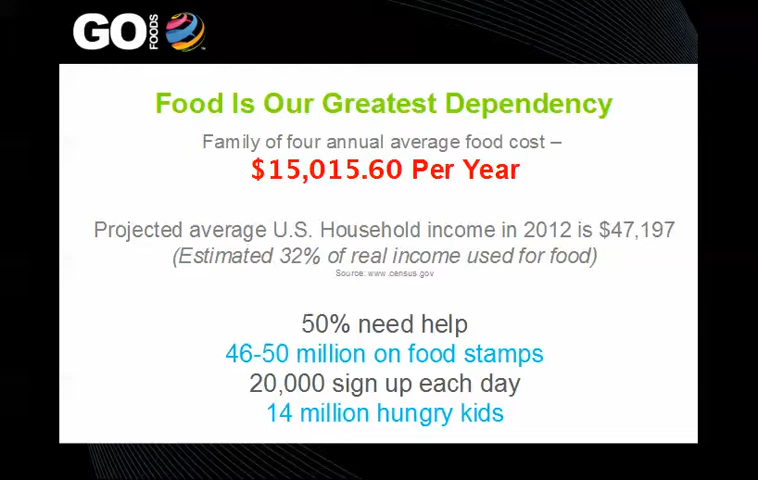 GO FOODS
Food Is Our Greatest Dependency
Family of four annual average food cost –
$15,015.60 Per Year
Projected average U.S. Household income in 2012 is $47,197
(Estimated 32% of real income used for food)
Source: www.census.gov
50% need help
46-50 million on food stamps
20,000 sign up each day
14 million hungry kids